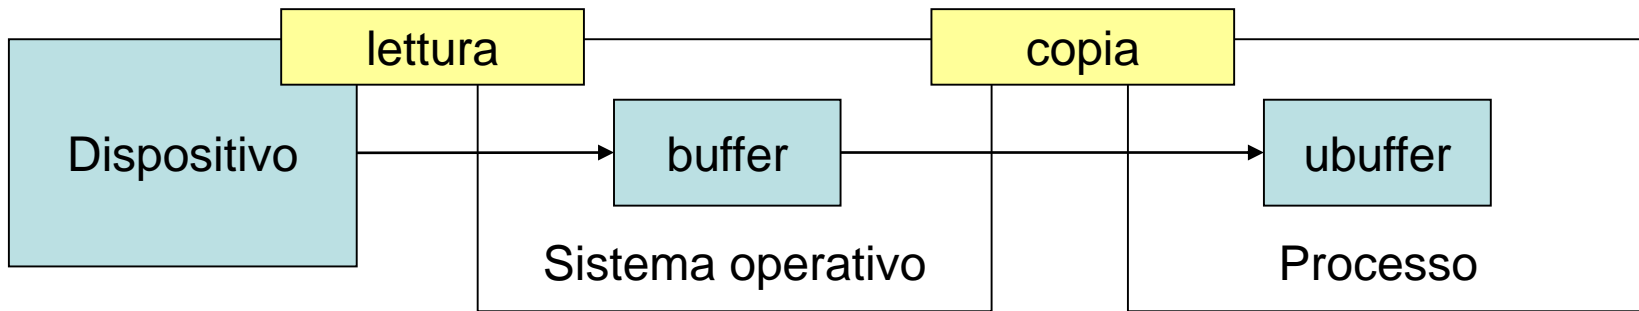 lettura
copia
Dispositivo
buffer
ubuffer
Sistema operativo
Processo